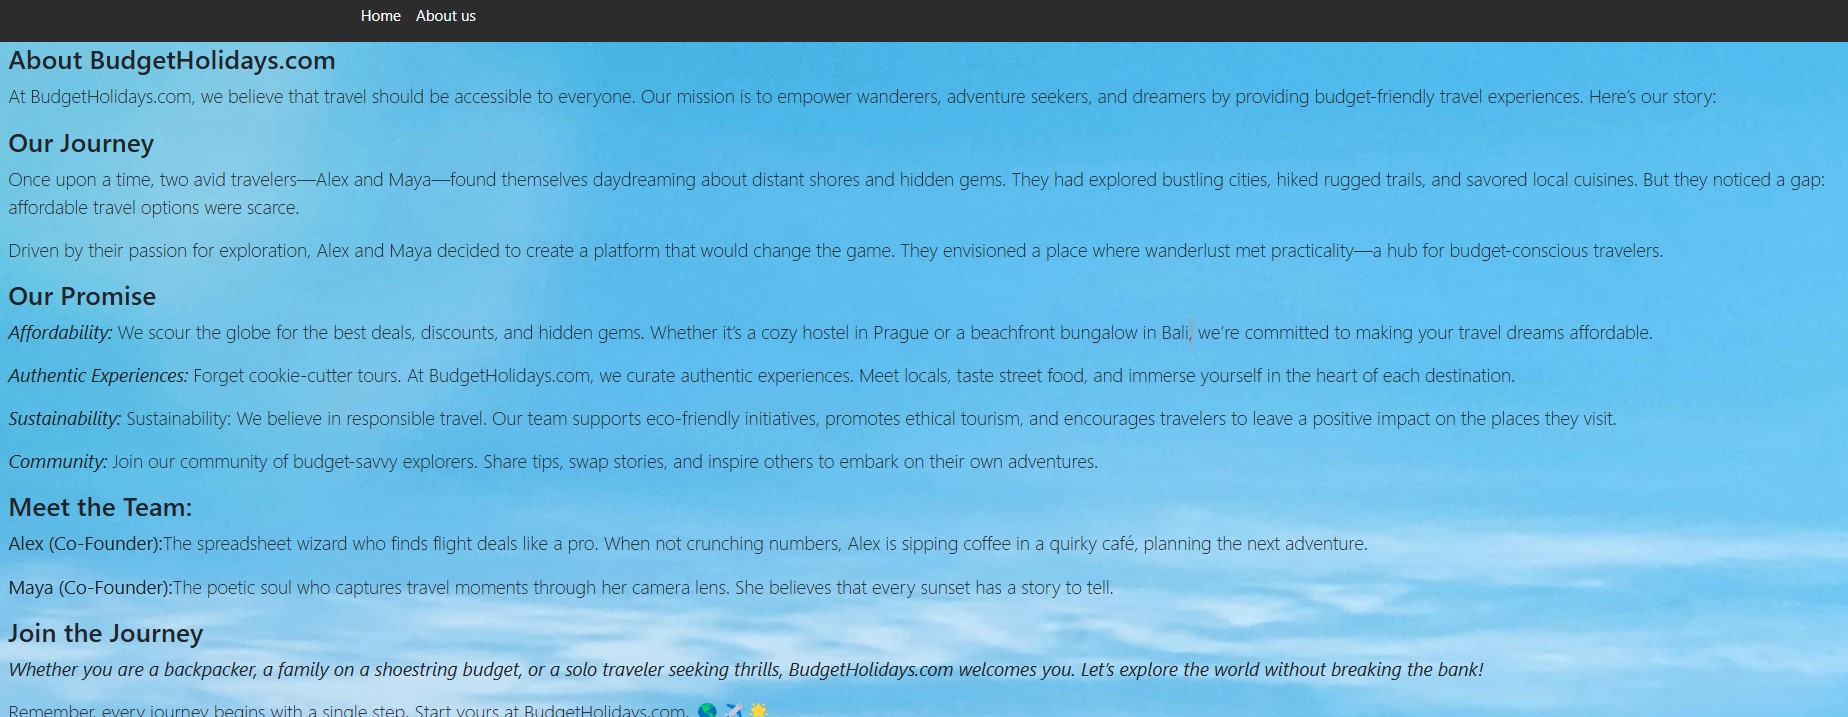 Home About us
About BudgetHolidays.com
At BudgetHolidays.com, we believe that travel should be accessible to everyone. Our mission is to empower wanderers, adventure seekers, and dreamers by providing budget-friendly travel experiences. Here’s our story:
Our Journey
Once upon a time, two avid travelers—Alex and Maya—found themselves daydreaming about distant shores and hidden gems. They had explored bustling cities, hiked rugged trails, and savored local cuisines. But they noticed a gap:
affordable travel options were scarce.
Driven by their passion for exploration, Alex and Maya decided to create a platform that would change the game. They envisioned a place where wanderlust met practicality—a hub for budget-conscious travelers.
Our Promise
Affordability: We scour the globe for the best deals, discounts, and hidden gems. Whether it’s a cozy hostel in Prague or a beachfront bungalow in Bali, we’re committed to making your travel dreams affordable.
Authentic Experiences: Forget cookie-cutter tours. At BudgetHolidays.com, we curate authentic experiences. Meet locals, taste street food, and immerse yourself in the heart of each destination.
Sustainability: Sustainability: We believe in responsible travel. Our team supports eco-friendly initiatives, promotes ethical tourism, and encourages travelers to leave a positive impact on the places they visit.
Community: Join our community of budget-savvy explorers. Share tips, swap stories, and inspire others to embark on their own adventures.
Meet the Team:
Alex (Co-Founder):The spreadsheet wizard who finds flight deals like a pro. When not crunching numbers, Alex is sipping coffee in a quirky café, planning the next adventure.
Maya (Co-Founder):The poetic soul who captures travel moments through her camera lens. She believes that every sunset has a story to tell.
Join the Journey
Whether you are a backpacker, a family on a shoestring budget, or a solo traveler seeking thrills, BudgetHolidays.com welcomes you. Let’s explore the world without breaking the bank!
Remember, every journey begins with a single step. Start yours at BudgetHolidays.com. 🌎 ✈️ 🌟